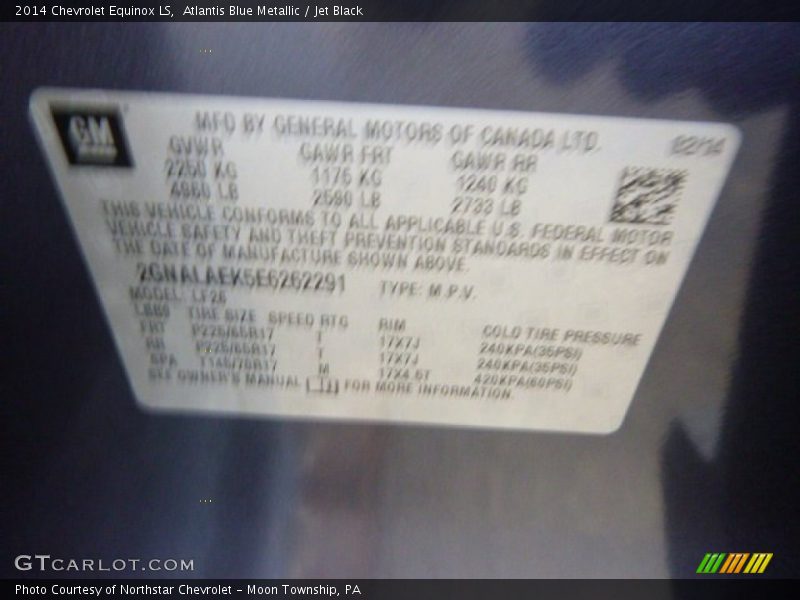 2014 Chevrolet Equinox LS,  Atlantis Blue Metallic / Jet Black
GM
MFD BY GENERAL MOTORS OF CANADA LTD.
02/14
GVWR GAWR FRT GAWR RR
2250 KG 1175 KG 1240 KG
4960 LB 2590 LB 2733 LB
THIS VEHICLE CONFORMS TO ALL APPLICABLE U.S. FEDERAL MOTOR
VEHICLE SAFETY AND THEFT PREVENTION STANDARDS IN EFFECT ON
THE DATE OF MANUFACTURE SHOWN ABOVE.
2GNALAEK5E6262291 TYPE: M.P.V.
MODEL: LF26
TIRE SIZE SPEED RTG RIM COLD TIRE PRESSURE
FRT P225/65R17 T 17X7J 240KPA(35PSI)
RR P225/65R17 T 17X7J 240KPA(35PSI)
SPA T145/70R17 M 17X4.5T 420KPA(60PSI)
SEE OWNER'S MANUAL FOR MORE INFORMATION.
GTCARLOT.COM
Photo Courtesy of Northstar Chevrolet - Moon Township, PA